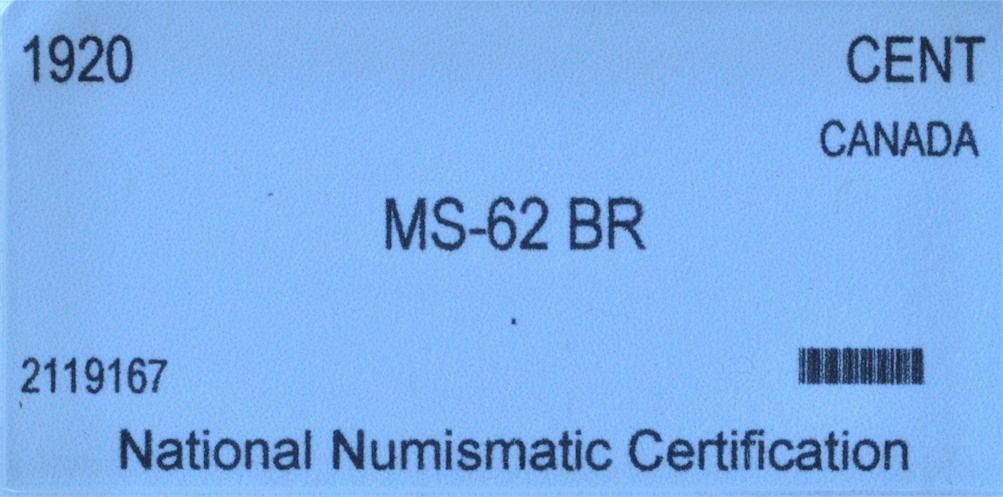 1920 CENT
CANADA
MS-62 BR
2119167
National Numismatic Certification